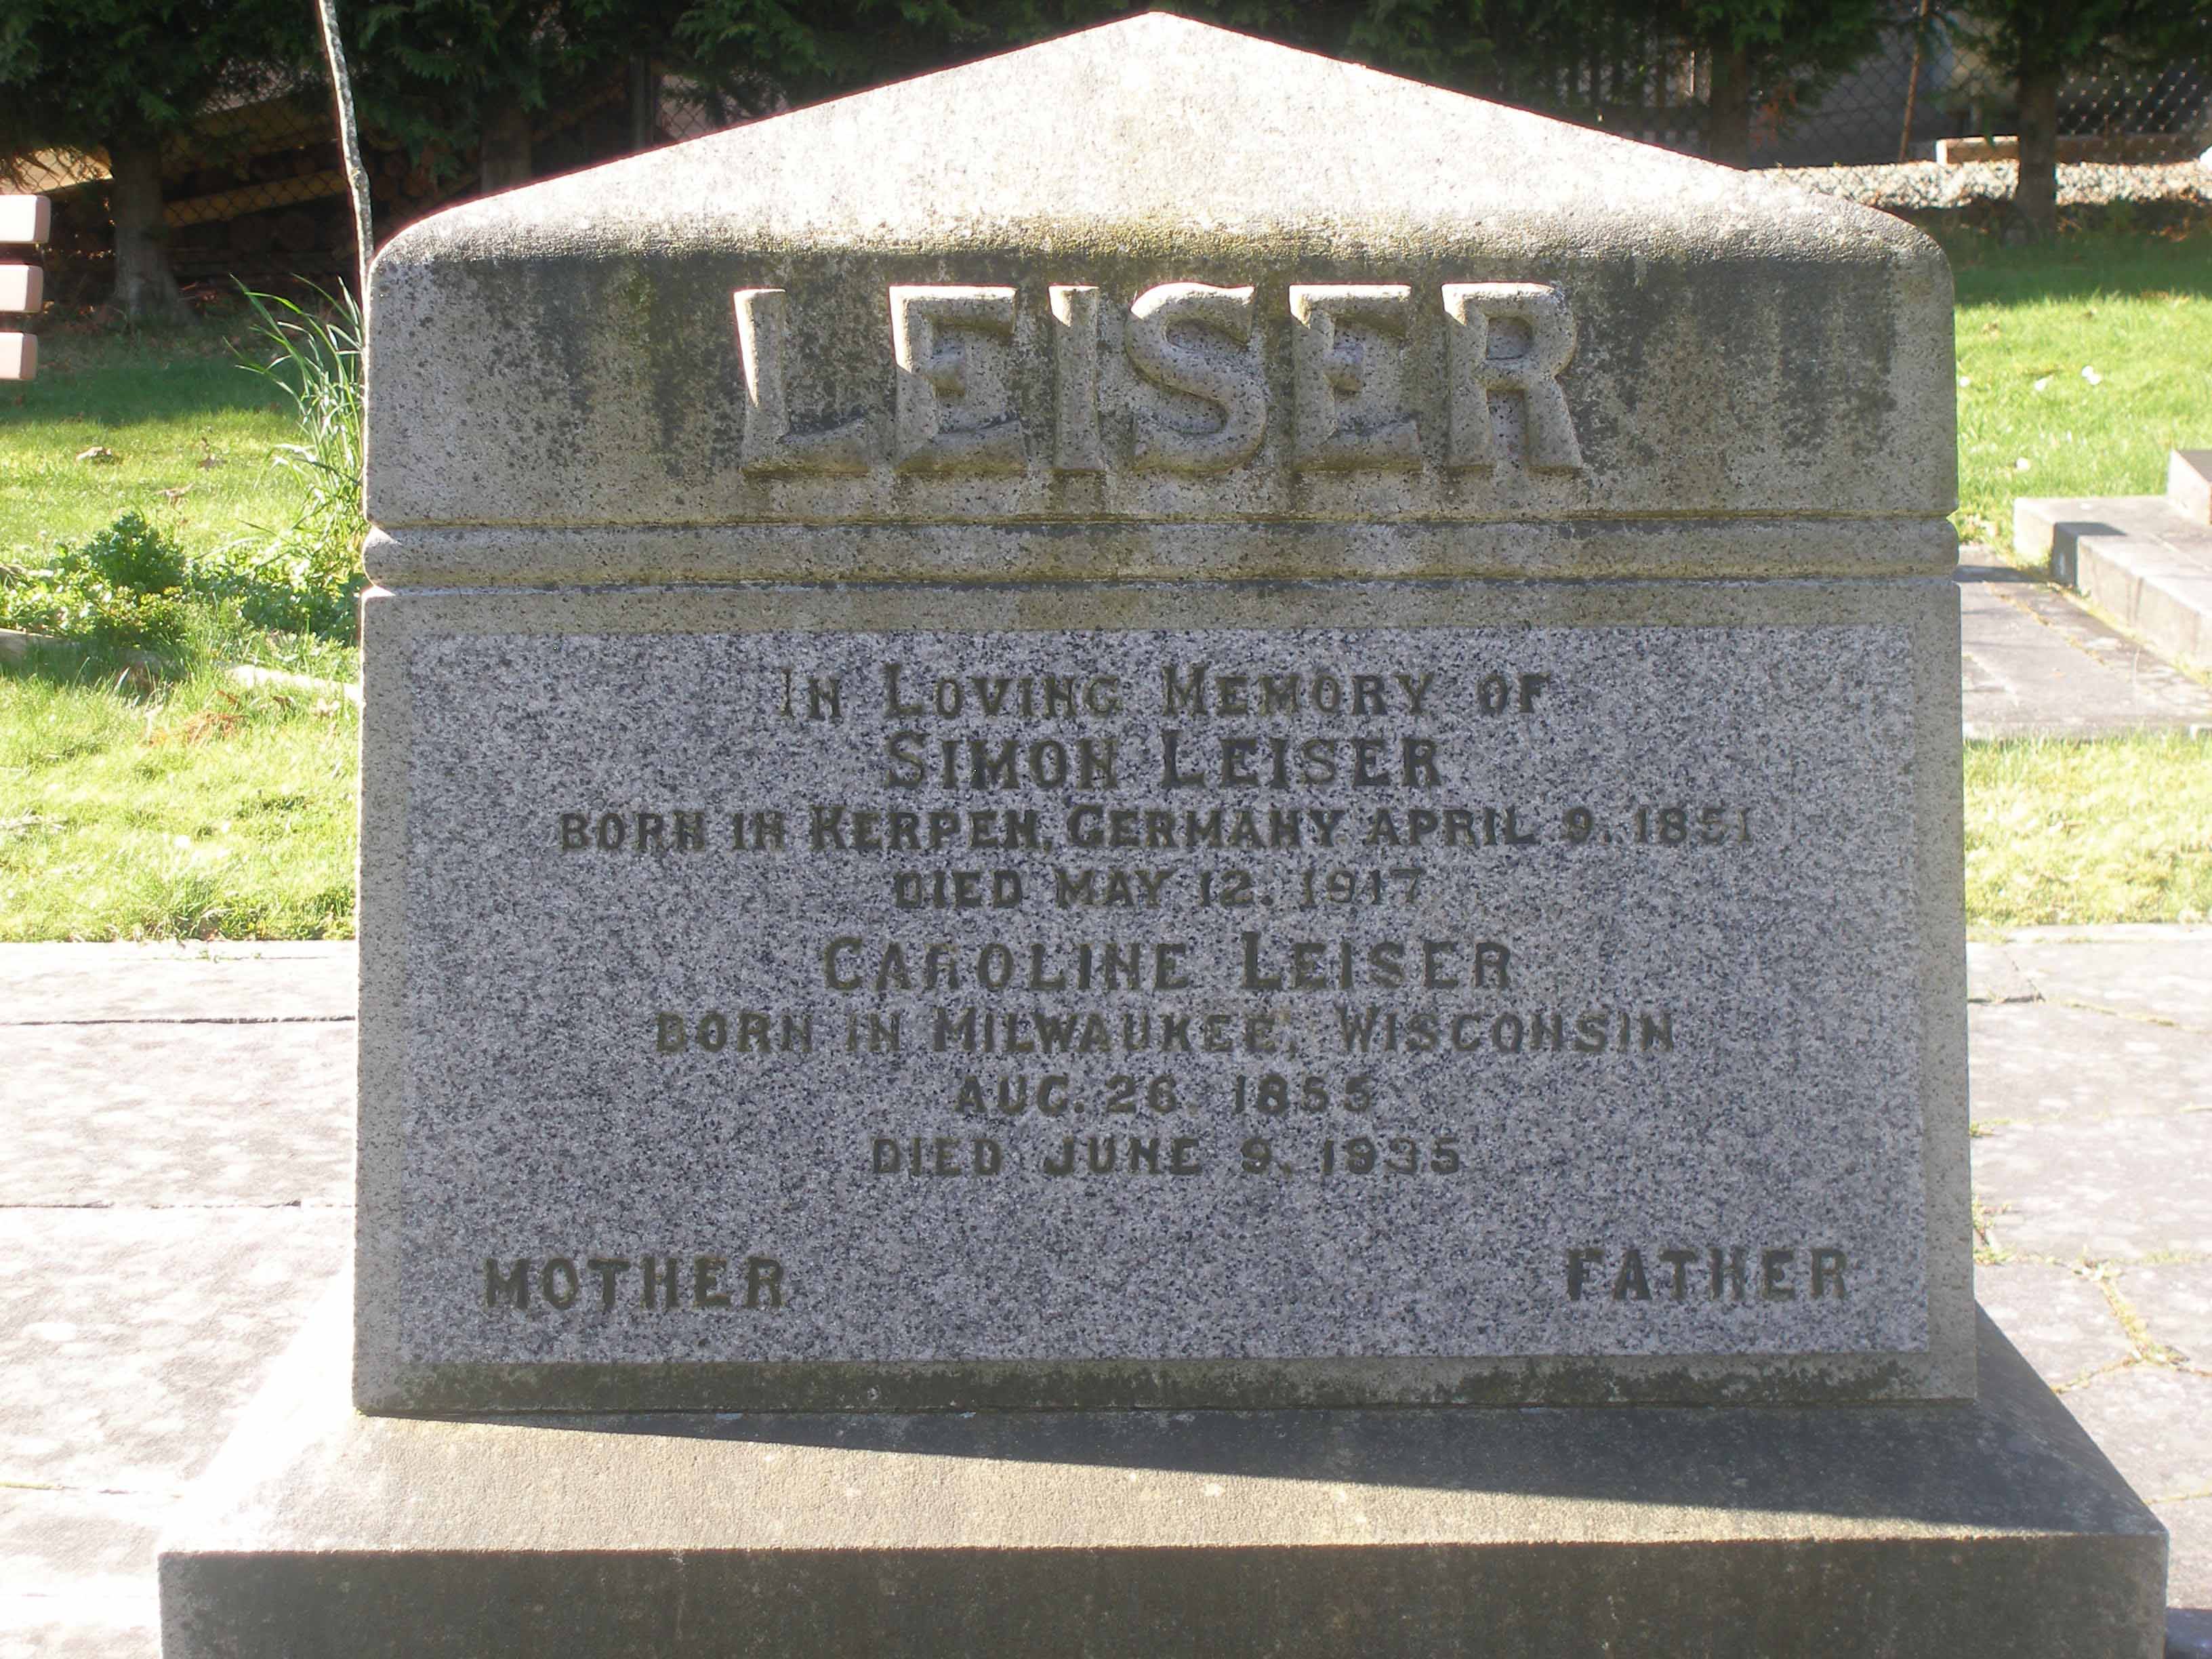 LEISER
IN LOVING MEMORY OF
SIMON LEISER
BORN IN KERPEN, GERMANY APRIL 9. 1851
DIED MAY 12. 1917
CAROLINE LEISER
BORN IN MILWAUKEE, WISCONSIN
AUG. 26. 1855
DIED JUNE 9. 1935
MOTHER FATHER